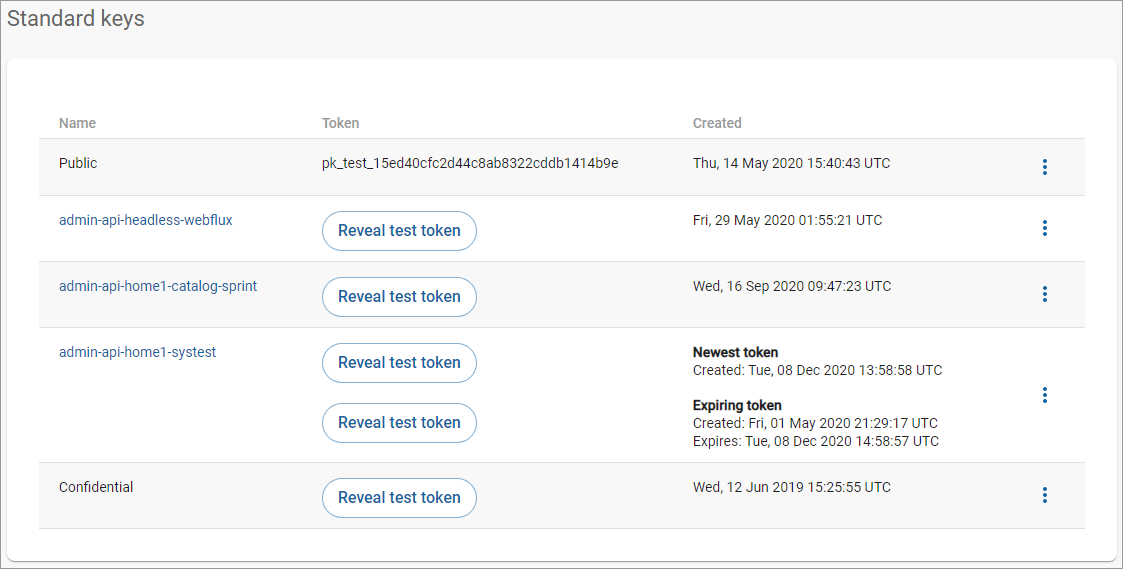 Standard keys
Name Token Created
Public pk_test_15ed40cfc2d44c8ab8322cddb1414b9e Thu, 14 May 2020 15:40:43 UTC
admin-api-headless-webflux Reveal test token Fri, 29 May 2020 01:55:21 UTC
admin-api-home1-catalog-sprint Reveal test token Wed, 16 Sep 2020 09:47:23 UTC
admin-api-home1-systest Reveal test token Newest token
Created: Tue, 08 Dec 2020 13:58:58 UTC
Reveal test token Expiring token
Created: Fri, 01 May 2020 21:29:17 UTC
Expires: Tue, 08 Dec 2020 14:58:57 UTC
Confidential Reveal test token Wed, 12 Jun 2019 15:25:55 UTC